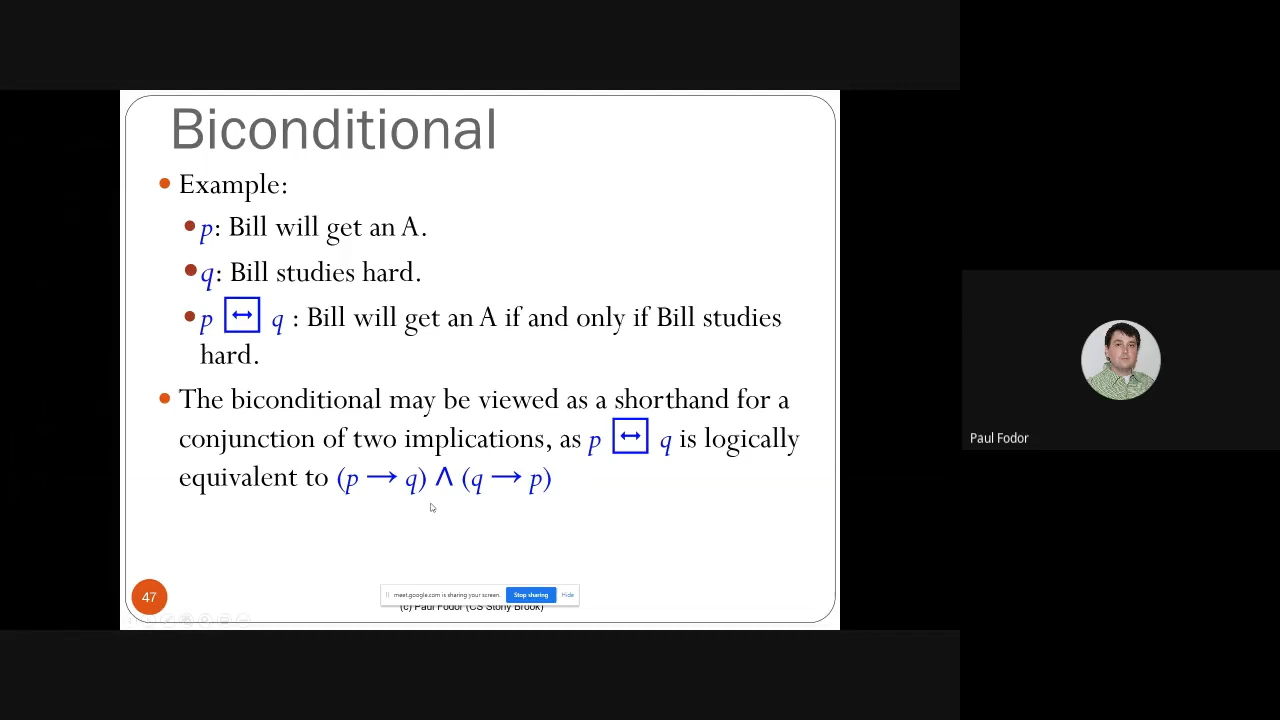 Biconditional
• Example:
• p: Bill will get an A.
• q: Bill studies hard.
• p ↔ q : Bill will get an A if and only if Bill studies
hard.
• The biconditional may be viewed as a shorthand for a
conjunction of two implications, as p ↔ q is logically
equivalent to (p → q) ∧ (q → p)
47
meet.google.com is sharing your screen. Stop sharing Hide
(c) Paul Fodor (CS Stony Brook)
Paul Fodor